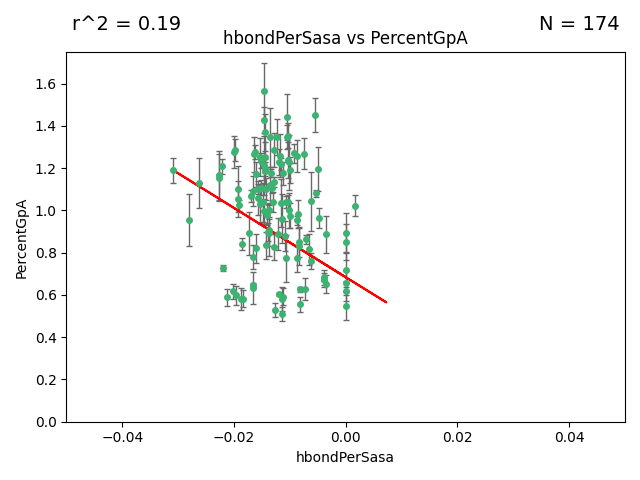 r^2 = 0.19
N = 174
hbondPerSasa vs PercentGpA
PercentGpA
1.6
1.4
1.2
1.0
0.8
0.6
0.4
0.2
0.0
−0.04
−0.02
0.00
0.02
0.04
hbondPerSasa